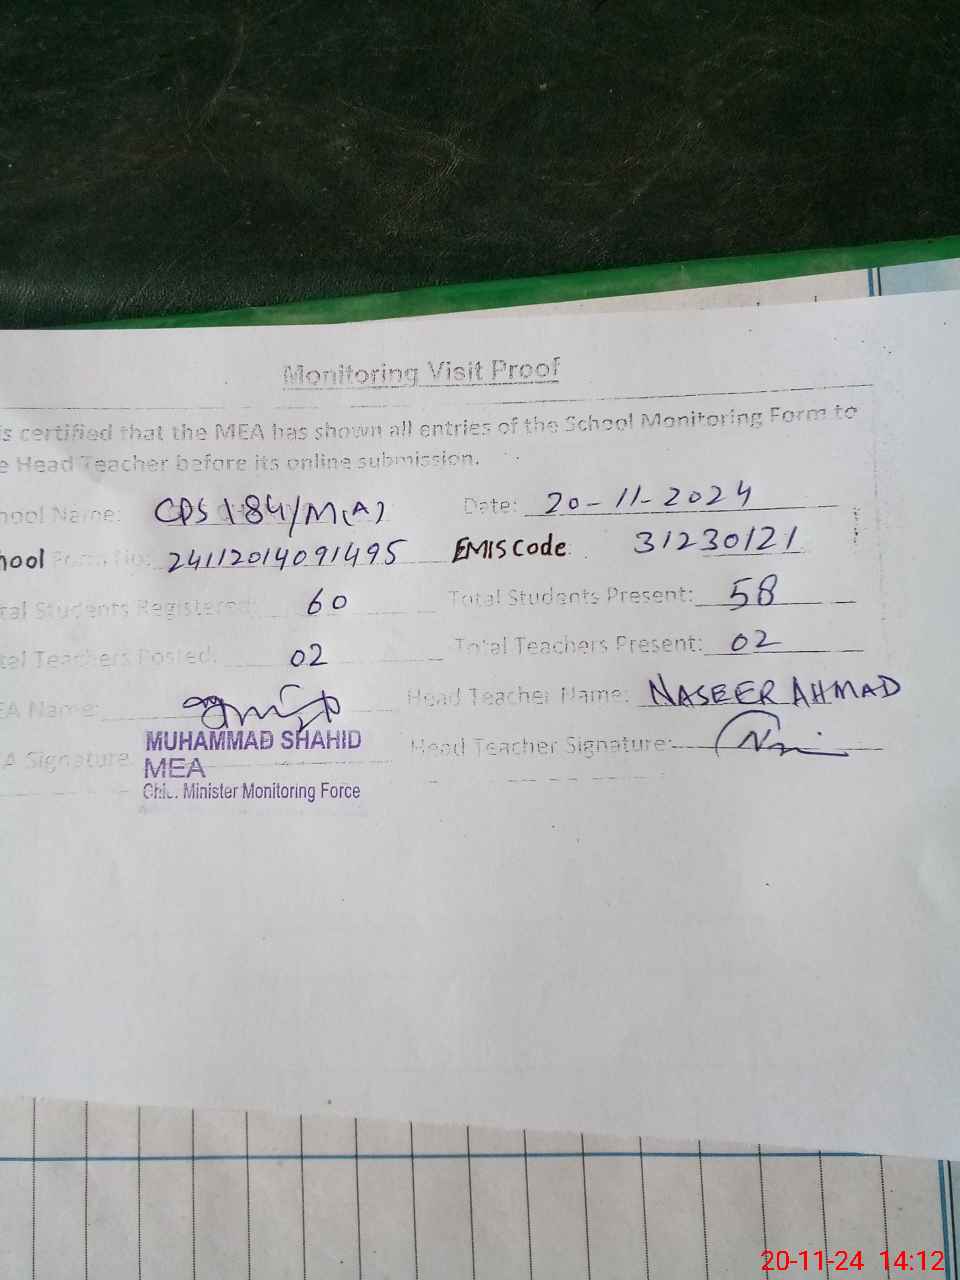 Monitoring Visit Proof
is certified that the MEA has shown all entries of the School Monitoring Form to
e Head Teacher before its online submission.
hool Name: CPS 184/M(A) Date: 20-11-2024
hool Form No: 24112014091495 EMIS Code 31230121
tal Students Registered: 60 Total Students Present: 58
tal Teachers Posted: 02 Total Teachers Present: 02
EA Name: Head Teacher Name: NASEER AHMAD
A Signature Head Teacher Signature:
MUHAMMAD SHAHID
MEA
Minister Monitoring Force
20-11-24 14:12